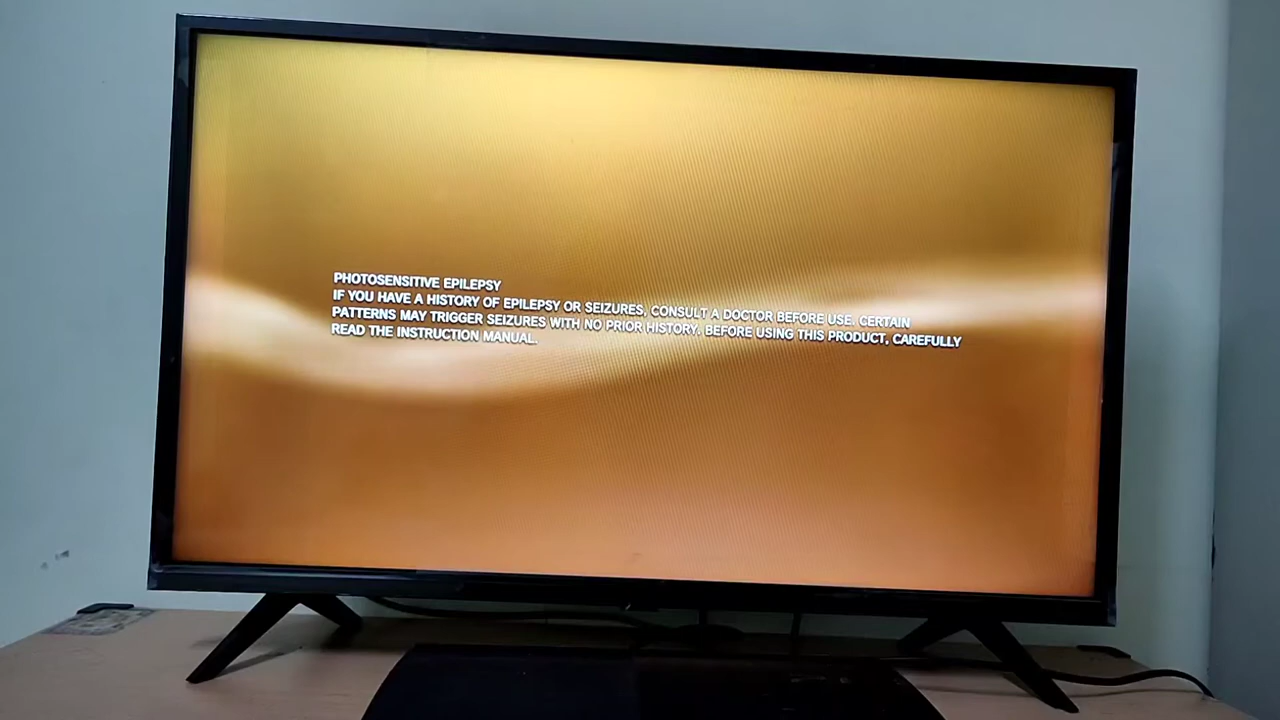 PHOTOSENSITIVE EPILEPSY
IF YOU HAVE A HISTORY OF EPILEPSY OR SEIZURES, CONSULT A DOCTOR BEFORE USE. CERTAIN
PATTERNS MAY TRIGGER SEIZURES WITH NO PRIOR HISTORY. BEFORE USING THIS PRODUCT, CAREFULLY
READ THE INSTRUCTION MANUAL.